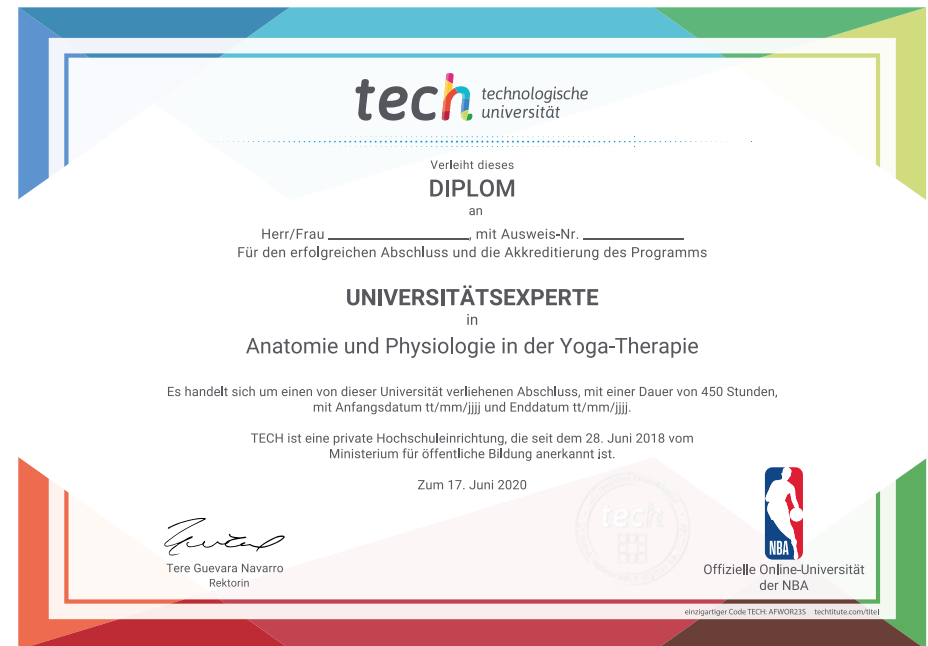 tech technologische
universität
Verleiht dieses
DIPLOM
an
Herr/Frau ____________, mit Ausweis-Nr. ____________
Für den erfolgreichen Abschluss und die Akkreditierung des Programms
UNIVERSITÄTSEXPERTE
in
Anatomie und Physiologie in der Yoga-Therapie
Es handelt sich um einen von dieser Universität verliehenen Abschluss, mit einer Dauer von 450 Stunden,
mit Anfangsdatum tt/mm/jjjj und Enddatum tt/mm/jjjj.
TECH ist eine private Hochschuleinrichtung, die seit dem 28. Juni 2018 vom
Ministerium für öffentliche Bildung anerkannt ist.
Zum 17. Juni 2020
tech
NBA
Tere Guevara Navarro
Rektorin
Offizielle Online-Universität
der NBA
einzigartiger Code TECH: AFWOR23S techtitute.com/titel